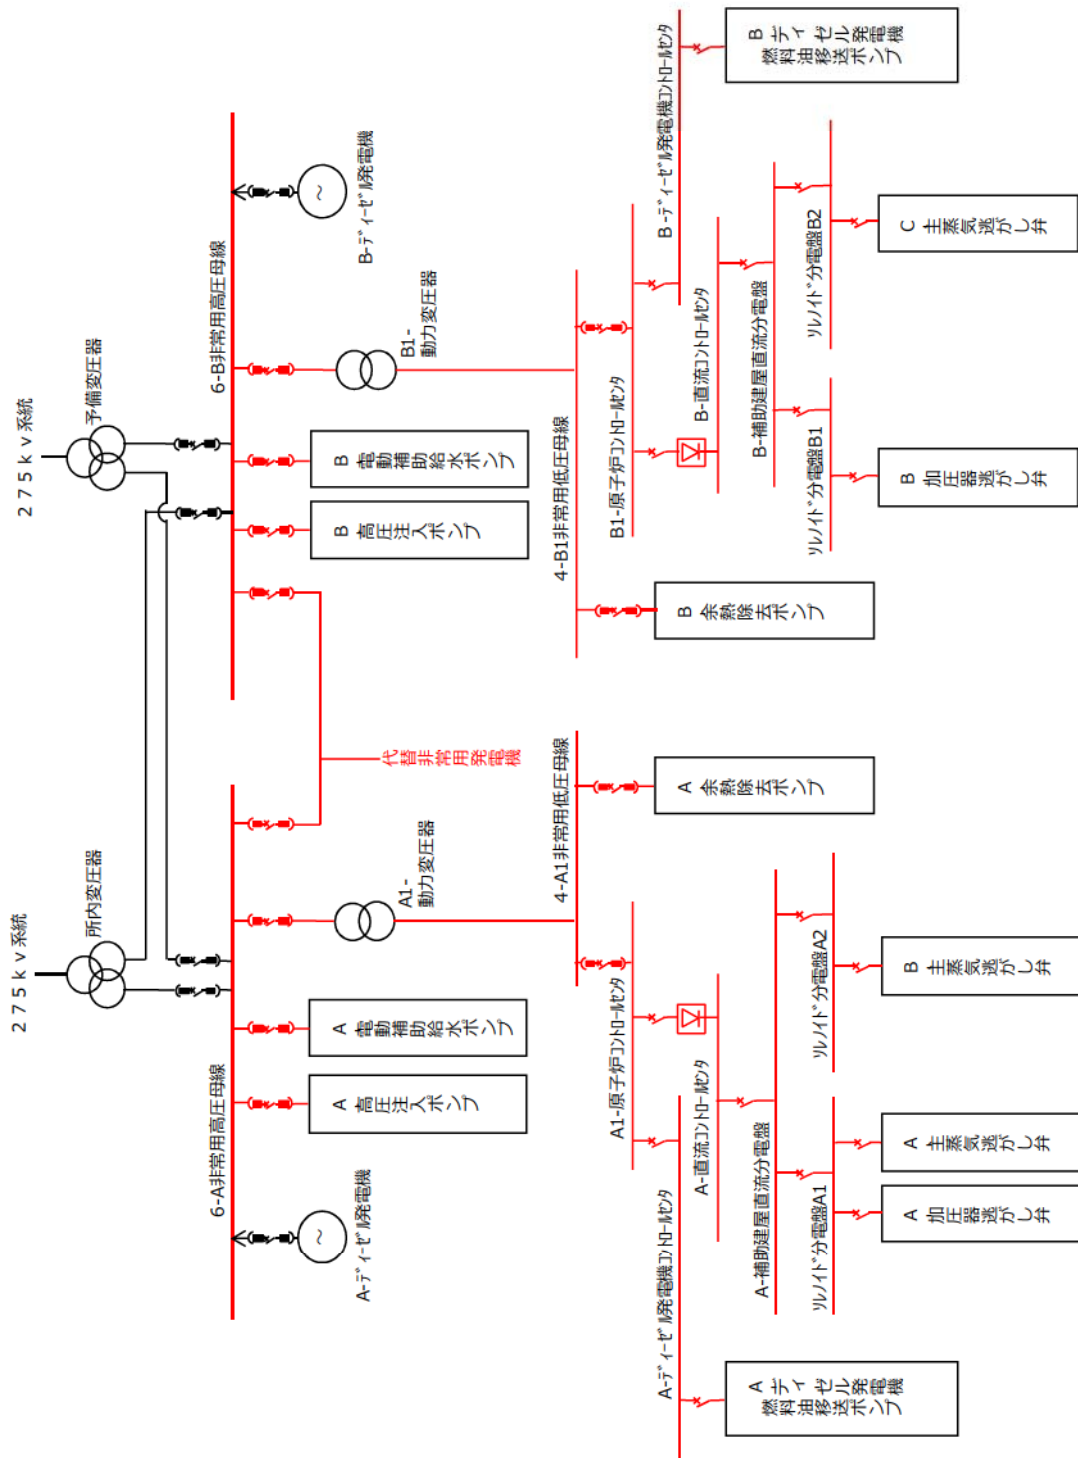 275kv系統
275kv系統
所内変圧器
予備変圧器
6-A非常用高圧母線
6-B非常用高圧母線
A-ﾃﾞｨｰｾﾞﾙ発電機
A高圧注入ポンプ
A電動補助給水ポンプ
A1-
動力変圧器
代替非常用発電機
B高圧注入ポンプ
B電動補助給水ポンプ
B1-
動力変圧器
B-ﾃﾞｨｰｾﾞﾙ発電機
4-A1非常用低圧母線
4-B1非常用低圧母線
A1-原子炉ｺﾝﾄﾛｰﾙｾﾝﾀ
B1-原子炉ｺﾝﾄﾛｰﾙｾﾝﾀ
A余熱除去ポンプ
B余熱除去ポンプ
A-ﾃﾞｨｰｾﾞﾙ発電機ｺﾝﾄﾛｰﾙｾﾝﾀ
B-ﾃﾞｨｰｾﾞﾙ発電機ｺﾝﾄﾛｰﾙｾﾝﾀ
A-直流ｺﾝﾄﾛｰﾙｾﾝﾀ
B-直流ｺﾝﾄﾛｰﾙｾﾝﾀ
Aディーゼル発電機
燃料油移送ポンプ
Bディーゼル発電機
燃料油移送ポンプ
A-補助建屋直流分電盤
B-補助建屋直流分電盤
ｿﾚﾉｲﾄﾞ分電盤A1
ｿﾚﾉｲﾄﾞ分電盤A2
ｿﾚﾉｲﾄﾞ分電盤B1
ｿﾚﾉｲﾄﾞ分電盤B2
A加圧器逃がし弁
A主蒸気逃がし弁
B主蒸気逃がし弁
B加圧器逃がし弁
C主蒸気逃がし弁